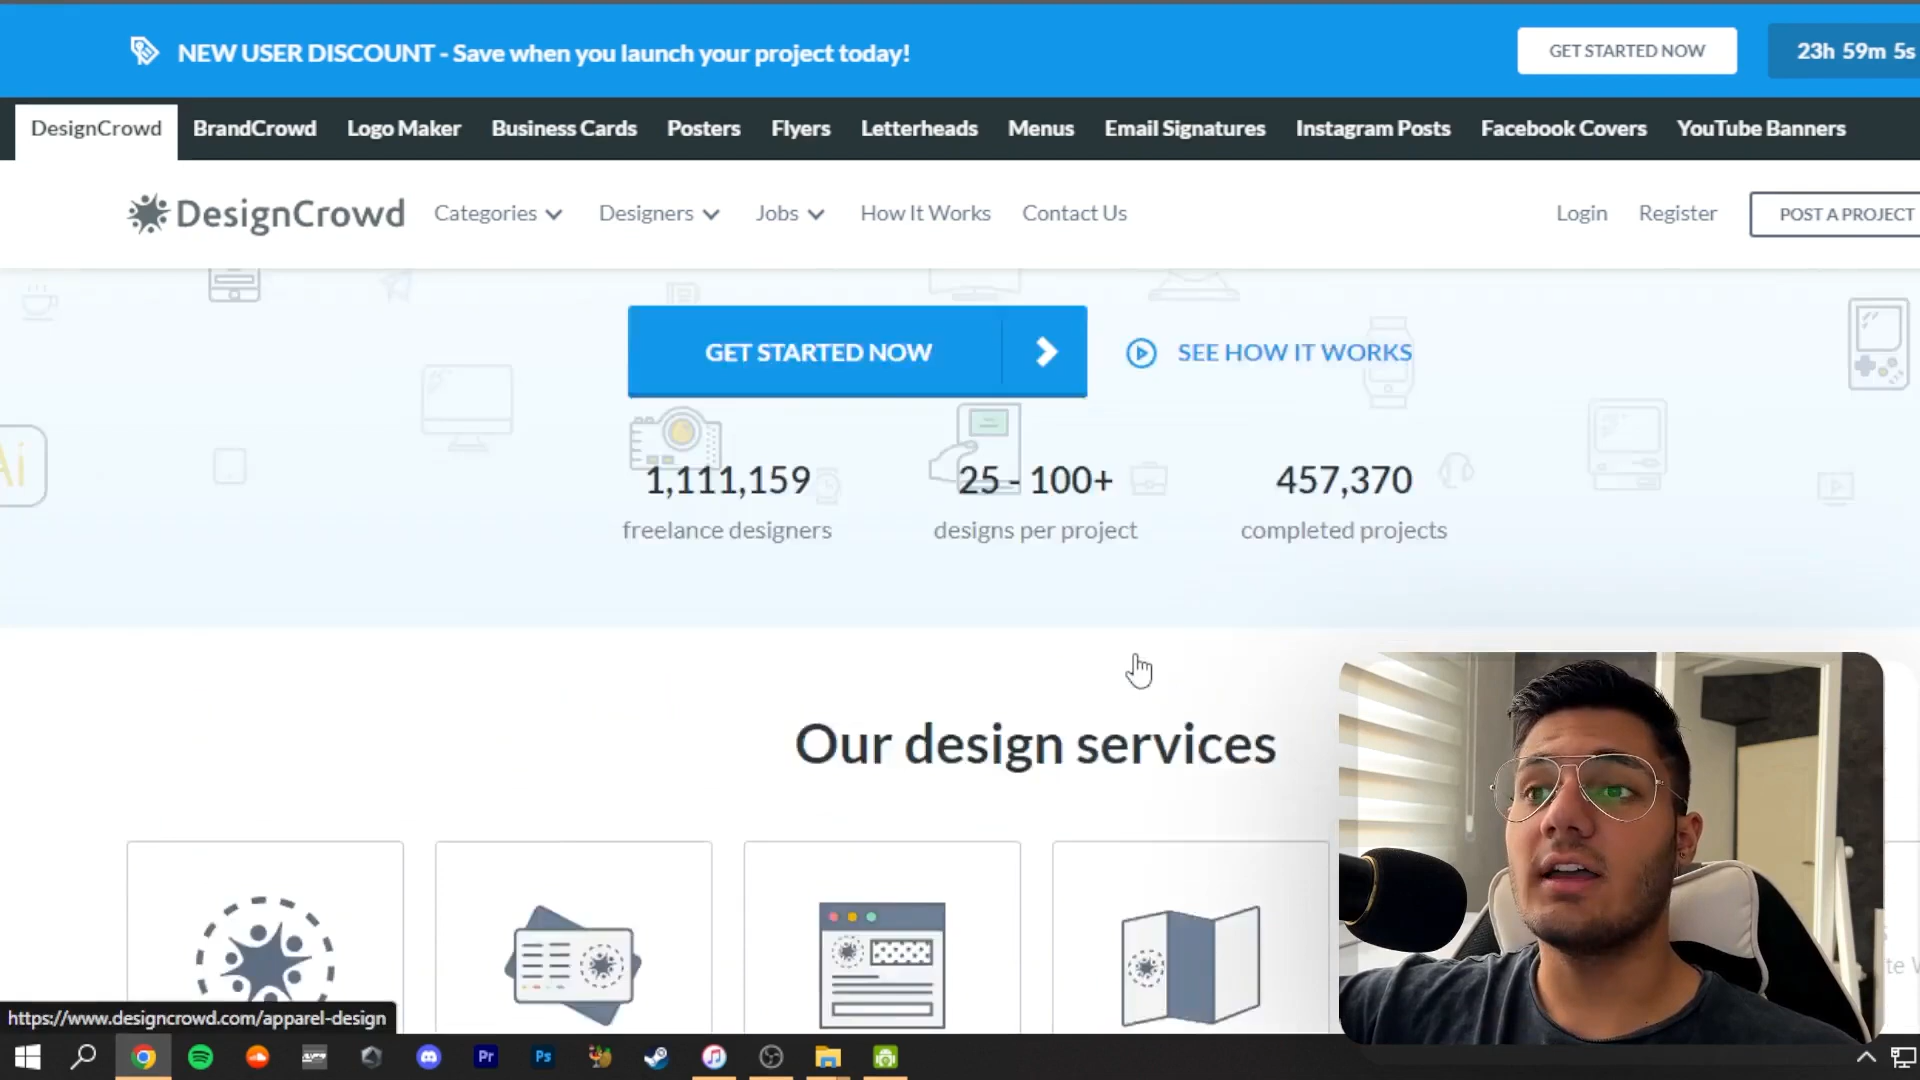 NEW USER DISCOUNT - Save when you launch your project today!
GET STARTED NOW
23h 59m 5s
DesignCrowd BrandCrowd Logo Maker Business Cards Posters Flyers Letterheads Menus Email Signatures Instagram Posts Facebook Covers YouTube Banners
DesignCrowd Categories Designers Jobs How It Works Contact Us Login Register POST A PROJECT
GET STARTED NOW
SEE HOW IT WORKS
Ai
1,111,159 25 - 100+ 457,370
freelance designers designs per project completed projects
Our design services
https://www.designcrowd.com/apparel-design
Pr Ps